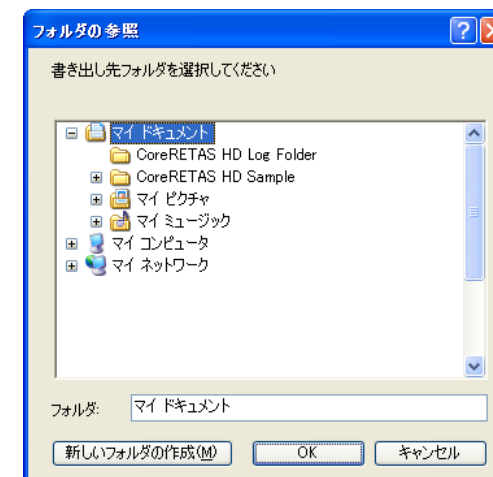 フォルダの参照
書き出し先フォルダを選択してください
マイ ドキュメント
CoreRETAS HD Log Folder
CoreRETAS HD Sample
マイ ピクチャ
マイ ミュージック
マイ コンピュータ
マイ ネットワーク
フォルダ: マイ ドキュメント
新しいフォルダの作成(M) OK キャンセル